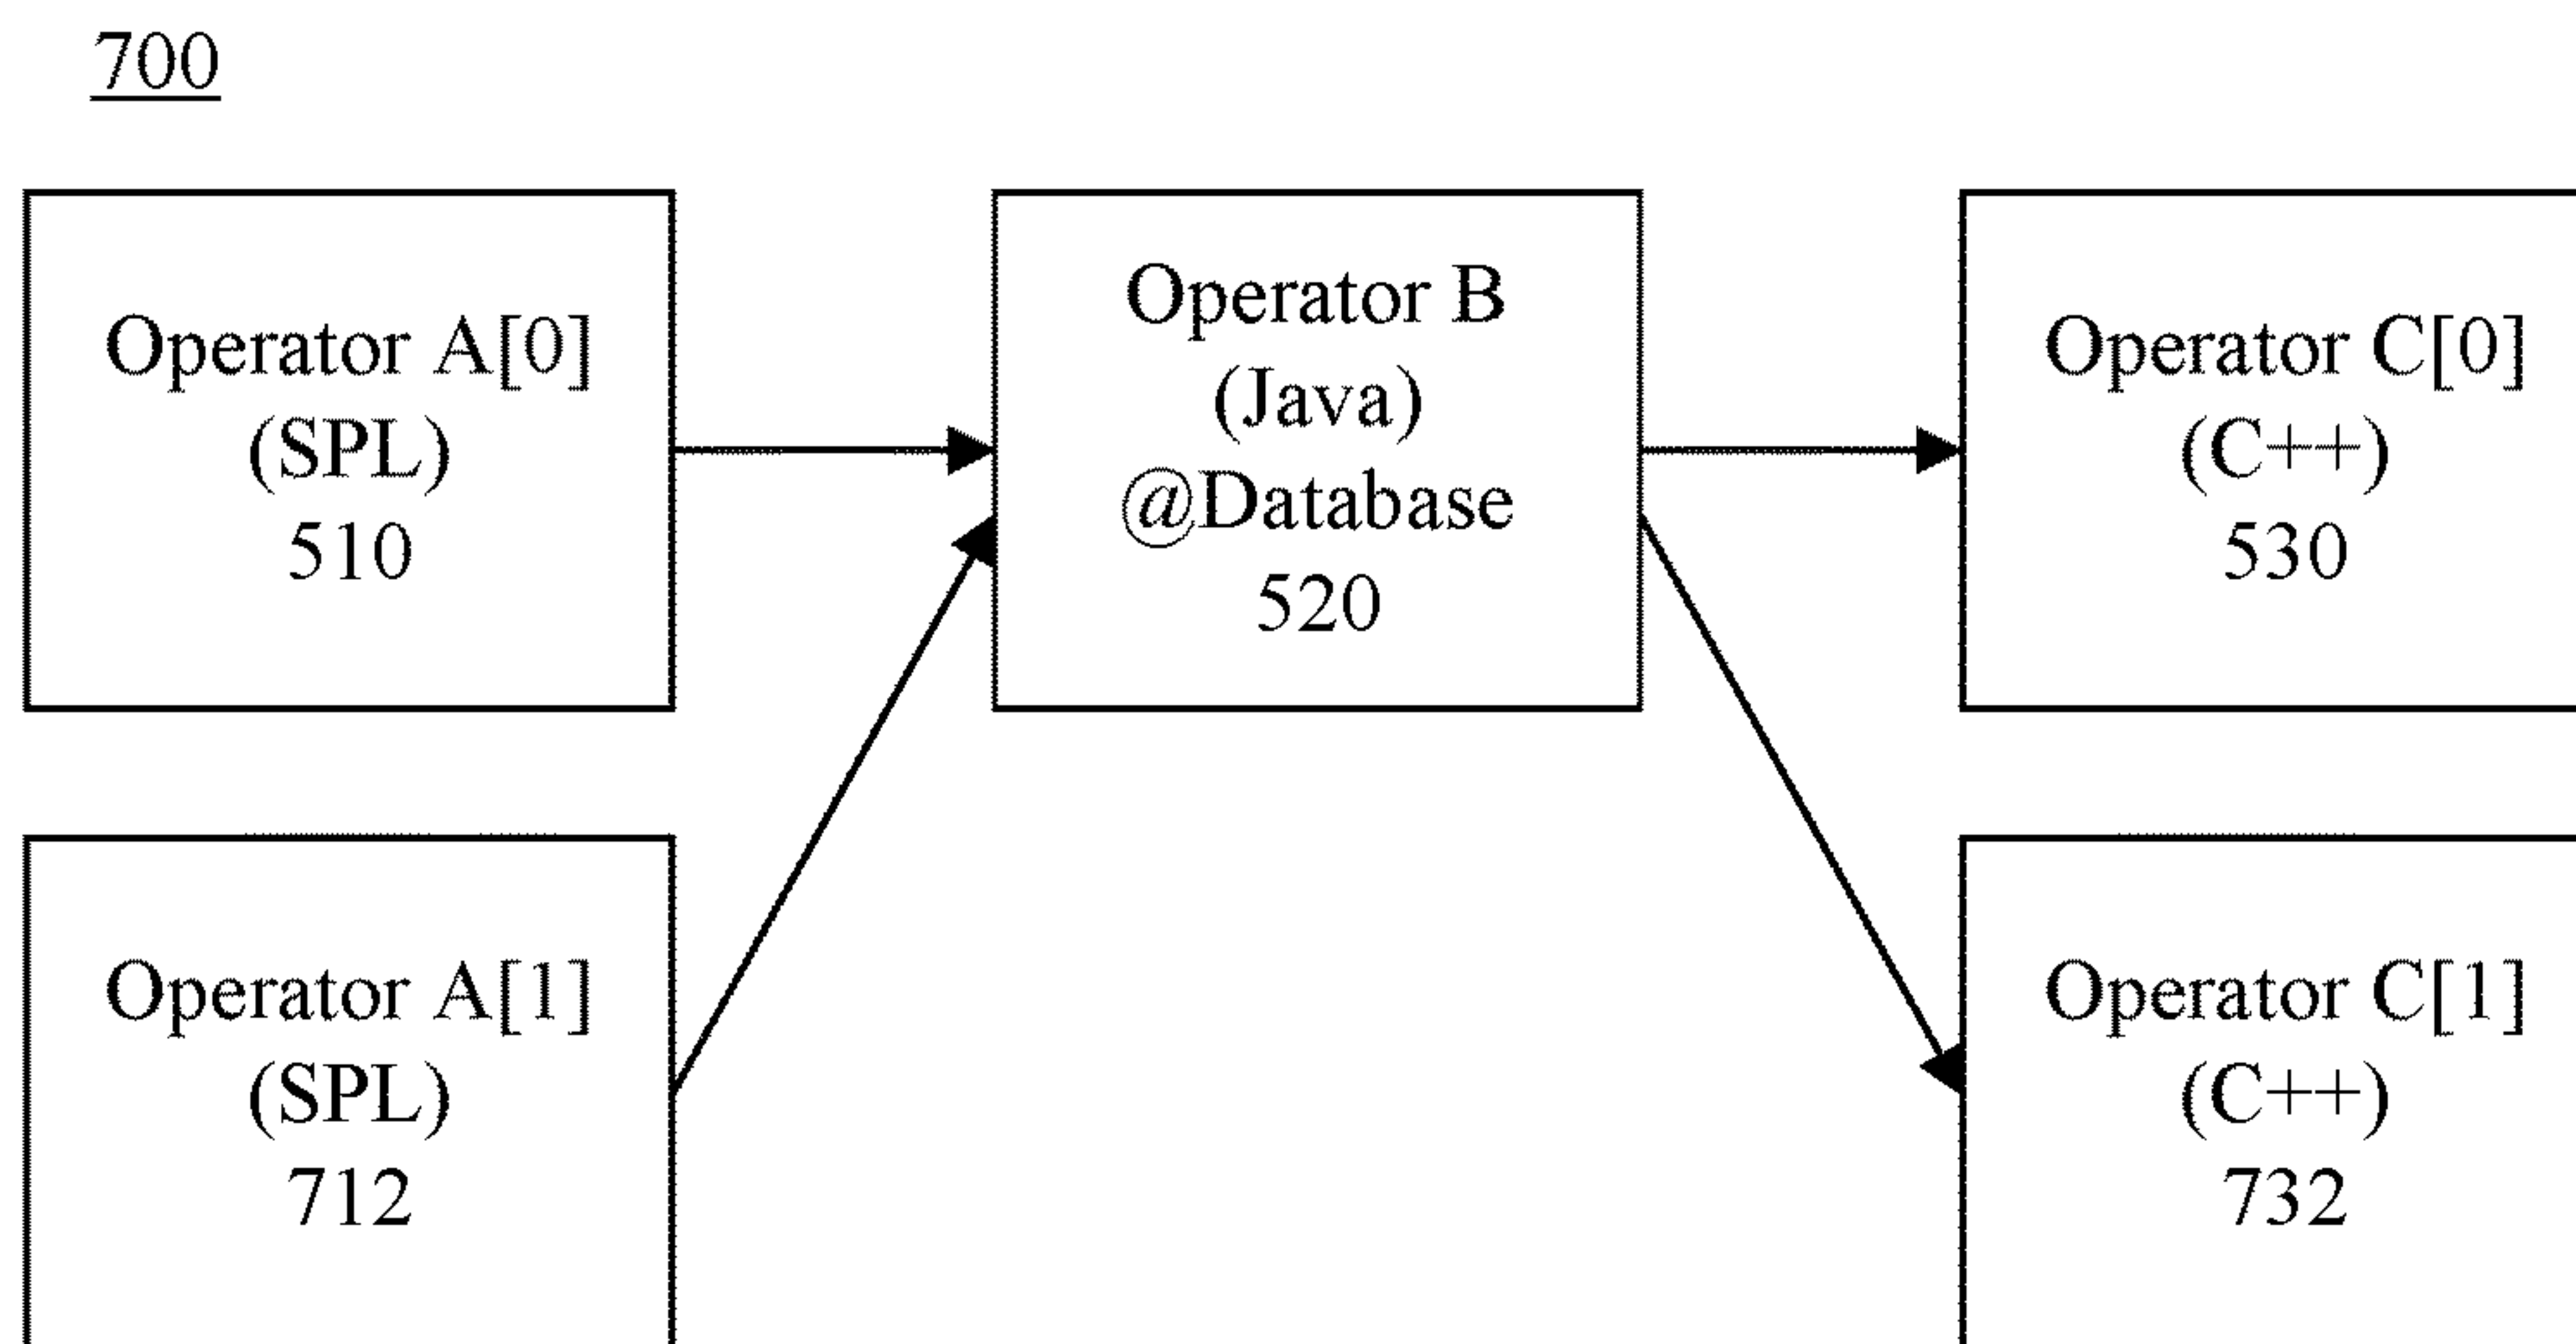 700
Operator A[0]
(SPL)
510
Operator B
(Java)
@Database
520
Operator C[0]
(C++)
530
Operator A[1]
(SPL)
712
Operator C[1]
(C++)
732